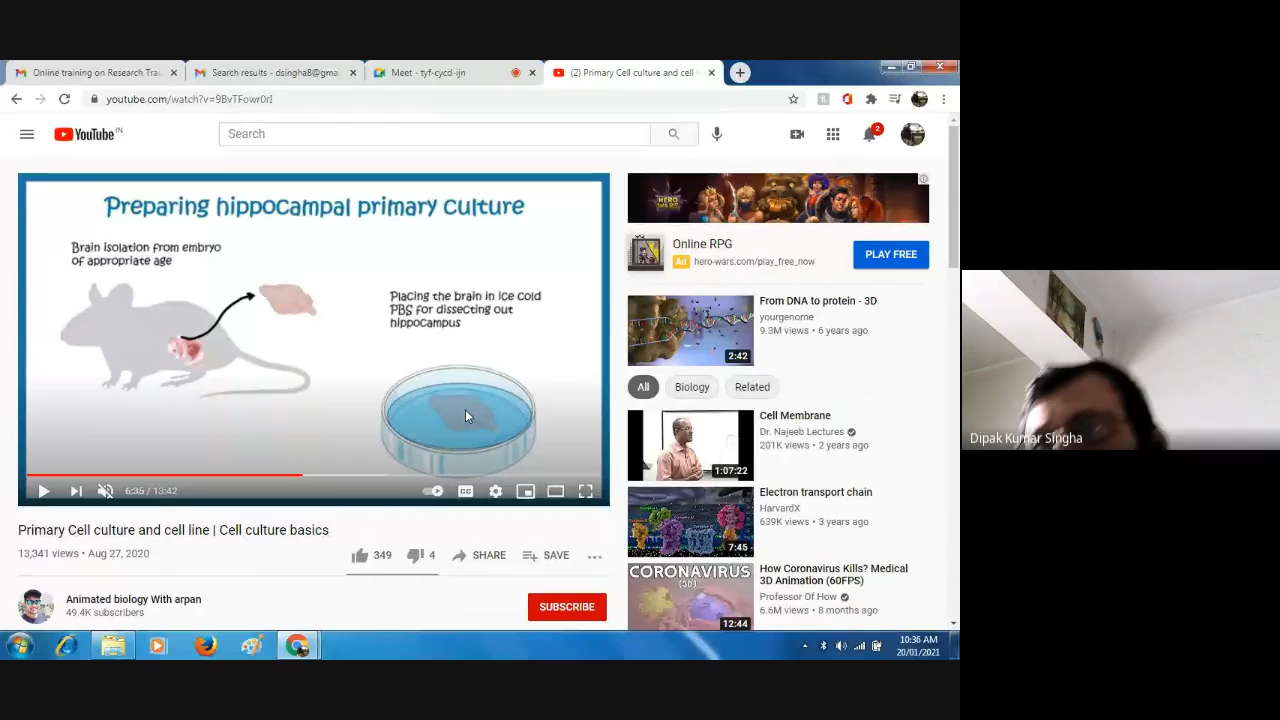 Online training on Research Tra
Search results - dsingha8@gma
Meet - tyf-cycd-ijn
(2) Primary Cell culture and cell
youtube.com/watch?v=9BvTFowr0rI
YouTube IN
Search
2
Preparing hippocampal primary culture
Brain isolation from embryo
of appropriate age
Placing the brain in ice cold
PBS for dissecting out
hippocampus
6:35 / 13:42
CC
Primary Cell culture and cell line | Cell culture basics
13,341 views • Aug 27, 2020
349
4
SHARE
SAVE
Animated biology With arpan
49.4K subscribers
SUBSCRIBE
HERO
WARS
Online RPG
Ad hero-wars.com/play_free_now
PLAY FREE
From DNA to protein - 3D
yourgenome
9.3M views • 6 years ago
2:42
All
Biology
Related
Cell Membrane
Dr. Najeeb Lectures
201K views • 2 years ago
1:07:22
Electron transport chain
HarvardX
639K views • 3 years ago
7:45
CORONAVIRUS
(3D)
How Coronavirus Kills? Medical
3D Animation (60FPS)
Professor Of How
6.6M views • 8 months ago
12:44
10:36 AM
20/01/2021
Dipak Kumar Singha